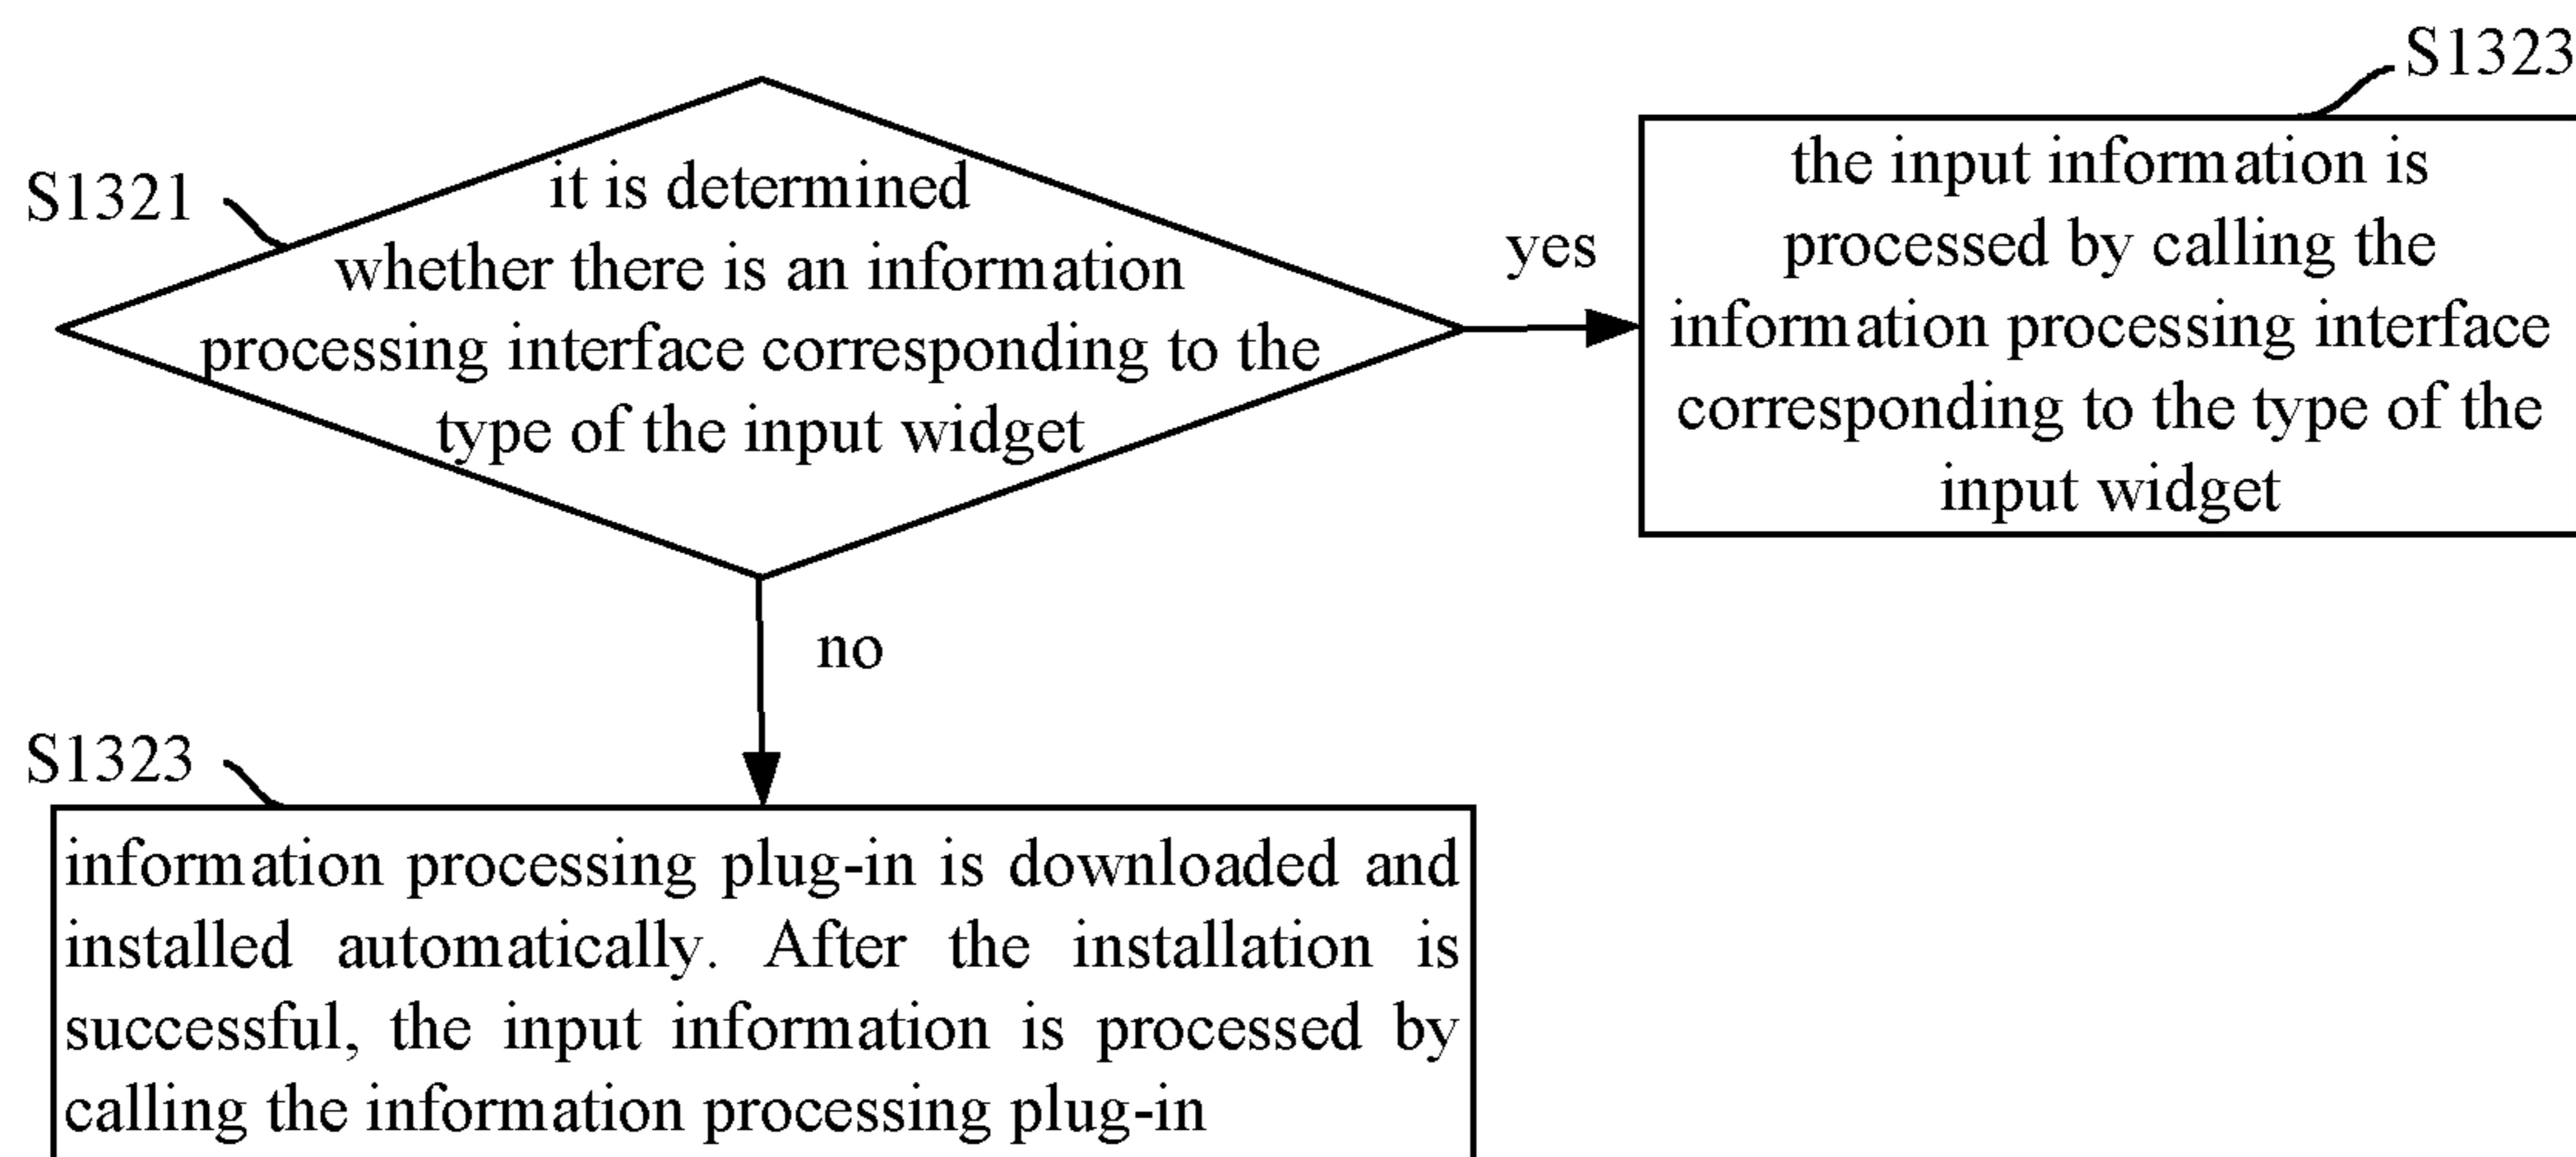 S1323
S1321
it is determined
whether there is an information
processing interface corresponding to the
type of the input widget
yes
the input information is
processed by calling the
information processing interface
corresponding to the type of the
input widget
no
S1323
information processing plug-in is downloaded and
installed automatically. After the installation is
successful, the input information is processed by
calling the information processing plug-in